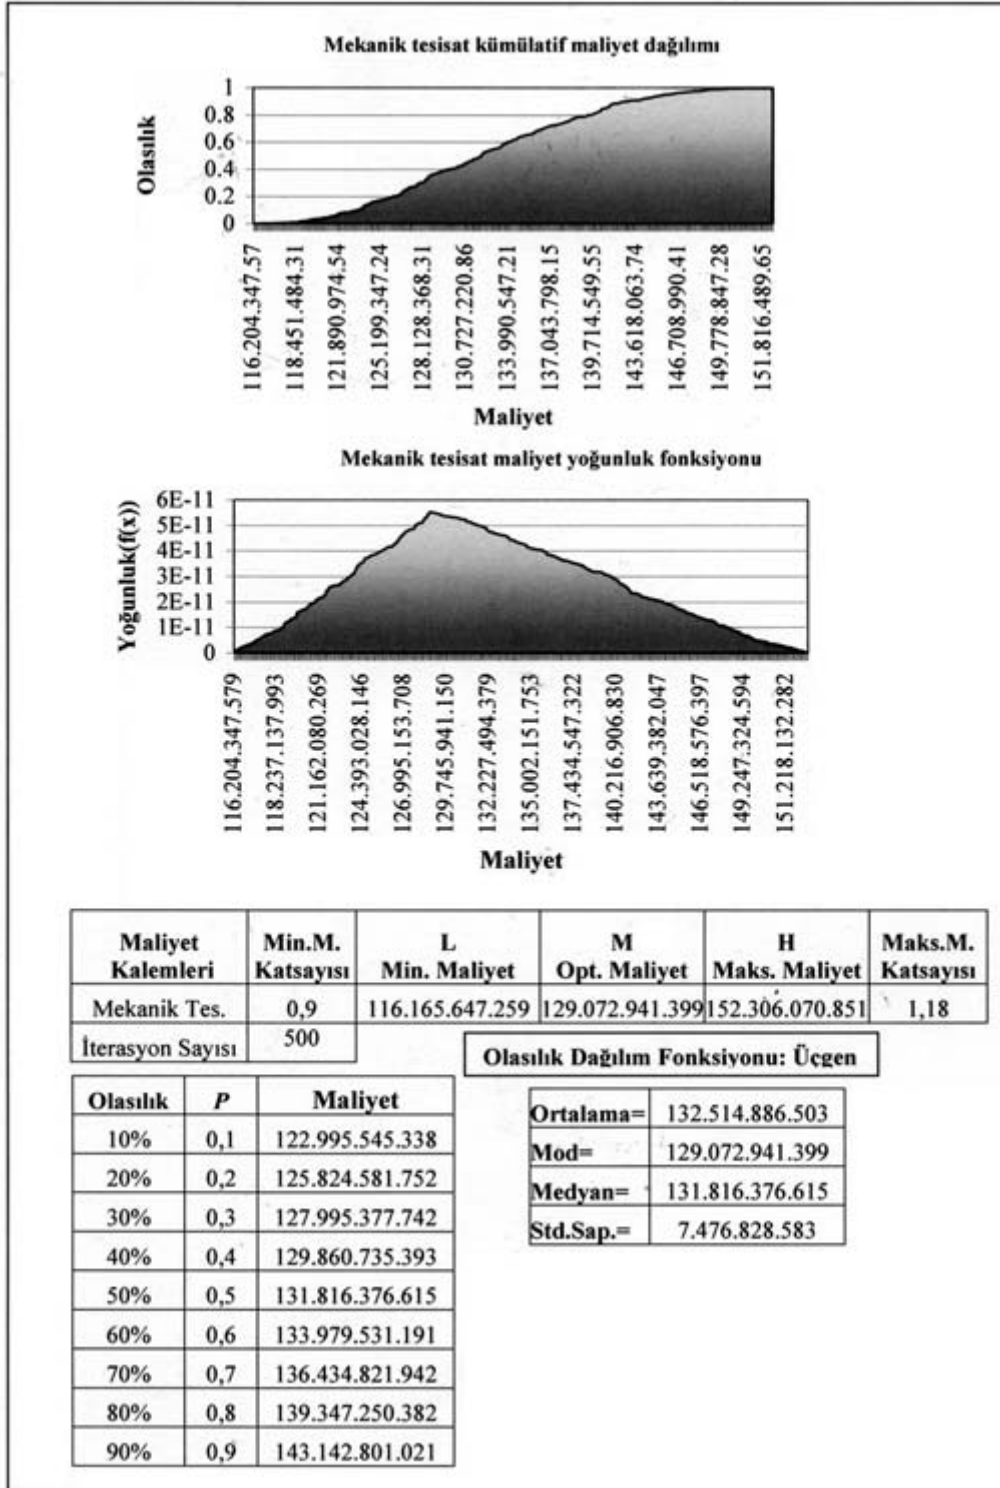 Mekanik tesisat kümülatif maliyet dağılımı
Olasılık
1
0.8
0.6
0.4
0.2
0
116.204.347.57
118.451.484.31
121.890.974.54
125.199.347.24
128.128.368.31
130.727.220.86
133.990.547.21
137.043.798.15
139.714.549.55
143.618.063.74
146.708.990.41
149.778.847.28
151.816.489.65
Maliyet
Mekanik tesisat maliyet yoğunluk fonksiyonu
Yoğunluk(f(x))
6E-11
5E-11
4E-11
3E-11
2E-11
1E-11
0
116.204.347.579
118.237.137.993
121.162.080.269
124.393.028.146
126.995.153.708
129.745.941.150
132.227.494.379
135.002.151.753
137.434.547.322
140.216.906.830
143.639.382.047
146.518.576.397
149.247.324.594
151.218.132.282
Maliyet
Maliyet Kalemleri Min.M. Katsayısı L Min. Maliyet M Opt. Maliyet H Maks. Maliyet Maks.M. Katsayısı
Mekanik Tes. 0,9 116.165.647.259 129.072.941.399 152.306.070.851 1,18
İterasyon Sayısı 500
Olasılık Dağılım Fonksiyonu: Üçgen
Olasılık P Maliyet
10% 0,1 122.995.545.338
20% 0,2 125.824.581.752
30% 0,3 127.995.377.742
40% 0,4 129.860.735.393
50% 0,5 131.816.376.615
60% 0,6 133.979.531.191
70% 0,7 136.434.821.942
80% 0,8 139.347.250.382
90% 0,9 143.142.801.021
Ortalama= 132.514.886.503
Mod= 129.072.941.399
Medyan= 131.816.376.615
Std.Sap.= 7.476.828.583